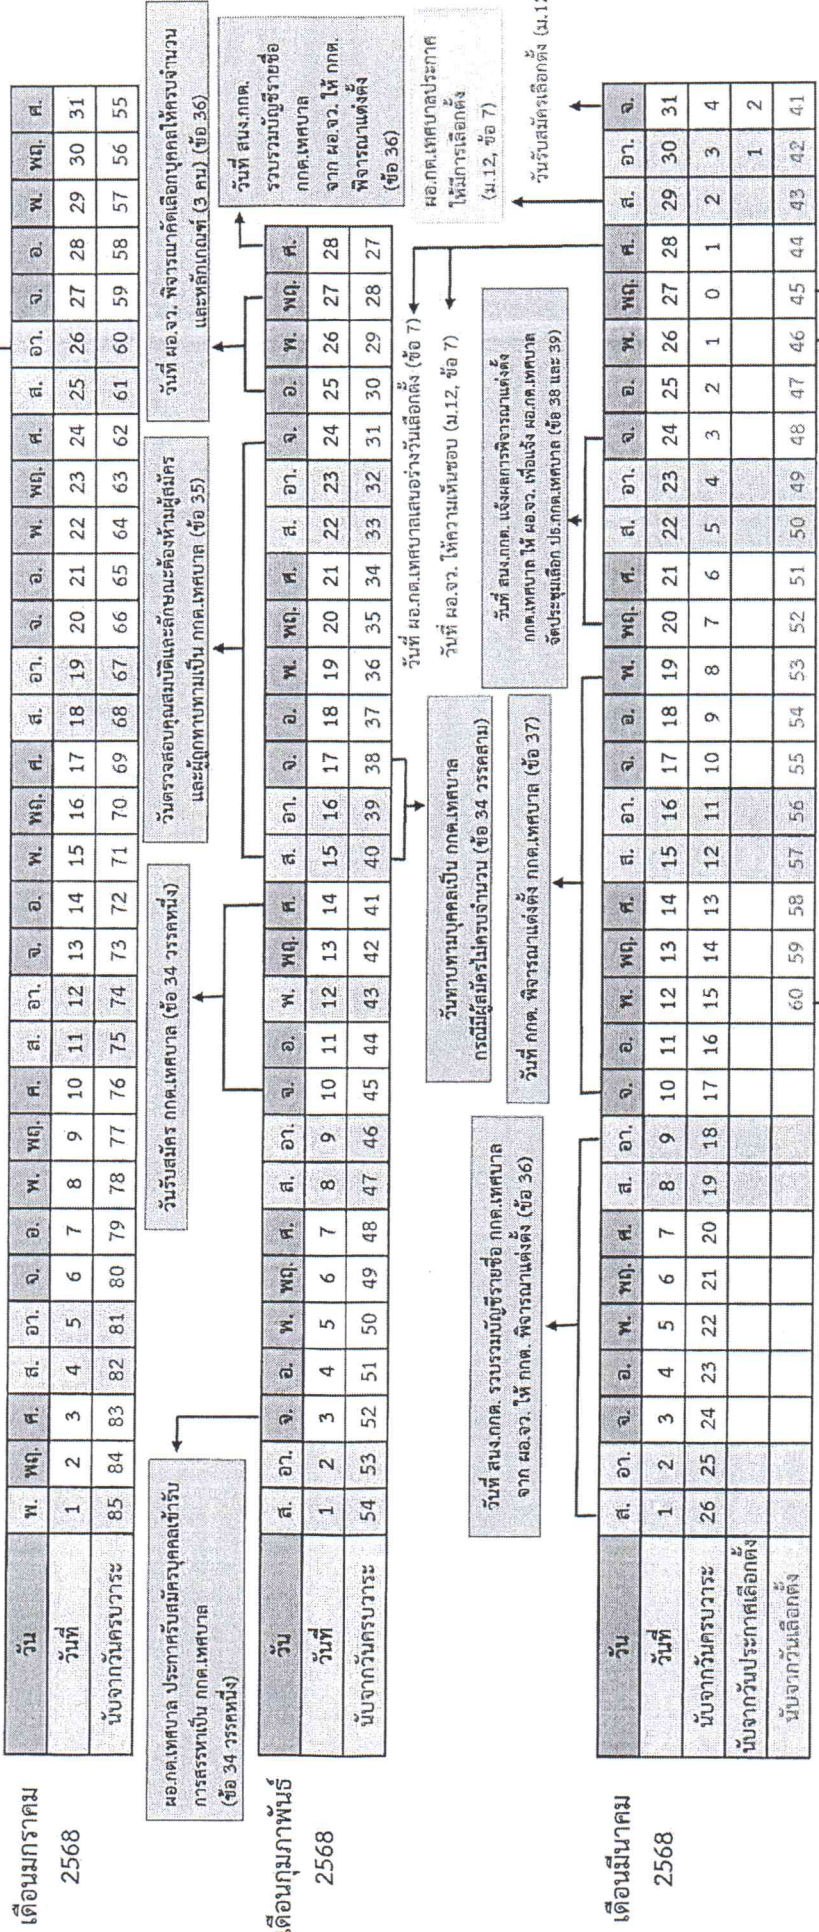 เดือนมกราคม
2568
วัน พ. พฤ. ศ. ส. อา. จ. อ. พ. พฤ. ศ. ส. อา. จ. อ. พ. พฤ. ศ. ส. อา. จ. อ. พ. พฤ. ศ. ส. อา. จ. อ. พ. พฤ. ศ.
วันที่ 1 2 3 4 5 6 7 8 9 10 11 12 13 14 15 16 17 18 19 20 21 22 23 24 25 26 27 28 29 30 31
นับจากวันครบวาระ 85 84 83 82 81 80 79 78 77 76 75 74 73 72 71 70 69 68 67 66 65 64 63 62 61 60 59 58 57 56 55
ผอ.กต.เทศบาล ประกาศรับสมัครบุคคลเข้ารับ
การสรรหาเป็น กกต.เทศบาล
(ข้อ 34 วรรคหนึ่ง)
วันรับสมัคร กกต.เทศบาล (ข้อ 34 วรรคหนึ่ง)
วันตรวจสอบคุณสมบัติและลักษณะต้องห้ามผู้สมัคร
และผู้ถูกทาบทามเป็น กกต.เทศบาล (ข้อ 35)
วันที่ ผอ.จว. พิจารณาคัดเลือกบุคคลให้ครบจำนวน
และหลักเกณฑ์ (3 คน) (ข้อ 36)
วันที่ สนง.กกต.
รวบรวมบัญชีรายชื่อ
กกต.เทศบาล
จาก ผอ.จว. ให้ กกต.
พิจารณาแต่งตั้ง
(ข้อ 36)
เดือนกุมภาพันธ์
2568
วัน ส. อา. จ. อ. พ. พฤ. ศ. ส. อา. จ. อ. พ. พฤ. ศ. ส. อา. จ. อ. พ. พฤ. ศ. ส. อา. จ. อ. พ. พฤ. ศ.
วันที่ 1 2 3 4 5 6 7 8 9 10 11 12 13 14 15 16 17 18 19 20 21 22 23 24 25 26 27 28
นับจากวันครบวาระ 54 53 52 51 50 49 48 47 46 45 44 43 42 41 40 39 38 37 36 35 34 33 32 31 30 29 28 27
วันที่ ผอ.กต.เทศบาลเสนอร่างวันเลือกตั้ง (ข้อ 7)
วันที่ ผอ.จว. ให้ความเห็นชอบ (ม.12, ข้อ 7)
ผอ.กต.เทศบาลประกาศ
ให้มีการเลือกตั้ง
(ม.12, ข้อ 7)
วันรับสมัครเลือกตั้ง (ม.12
วันทาบทามบุคคลเป็น กกต.เทศบาล
กรณีมีผู้สมัครไม่ครบจำนวน (ข้อ 34 วรรคสาม)
วันที่ สนง.กกต. รวบรวมบัญชีรายชื่อ กกต.เทศบาล
จาก ผอ.จว. ให้ กกต. พิจารณาแต่งตั้ง (ข้อ 36)
วันที่ กกต. พิจารณาแต่งตั้ง กกต.เทศบาล (ข้อ 37)
วันที่ สนง.กกต. แจ้งผลการพิจารณาแต่งตั้ง
กกต.เทศบาล ให้ ผอ.จว. เพื่อแจ้ง ผอ.กต.เทศบาล
จัดประชุมเลือก ปธ.กกต.เทศบาล (ข้อ 38 และ 39)
เดือนมีนาคม
2568
วัน ส. อา. จ. อ. พ. พฤ. ศ. ส. อา. จ. อ. พ. พฤ. ศ. ส. อา. จ. อ. พ. พฤ. ศ. ส. อา. จ. อ. พ. พฤ. ศ. ส. อา. จ.
วันที่ 1 2 3 4 5 6 7 8 9 10 11 12 13 14 15 16 17 18 19 20 21 22 23 24 25 26 27 28 29 30 31
นับจากวันครบวาระ 26 25 24 23 22 21 20 19 18 17 16 15 14 13 12 11 10 9 8 7 6 5 4 3 2 1 0 1 2 3 4
นับจากวันประกาศเลือกตั้ง 1 2
นับจากวันเลือกตั้ง 60 59 58 57 56 55 54 53 52 51 50 49 48 47 46 45 44 43 42 41